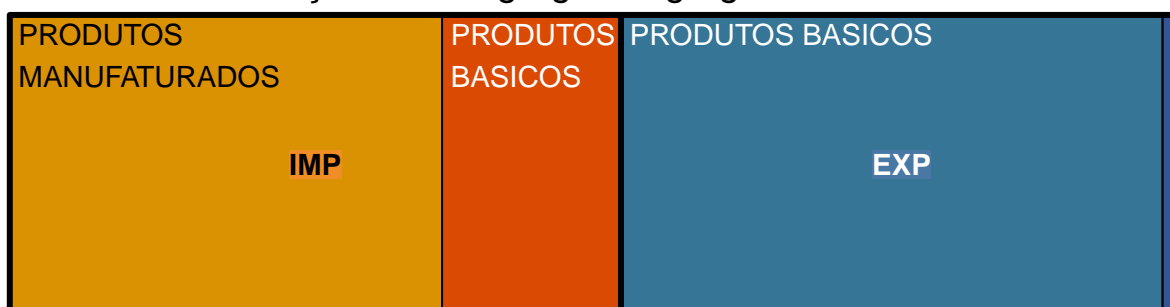 PRODUTOS
MANUFATURADOS
IMP
PRODUTOS
BASICOS
PRODUTOS BASICOS
EXP